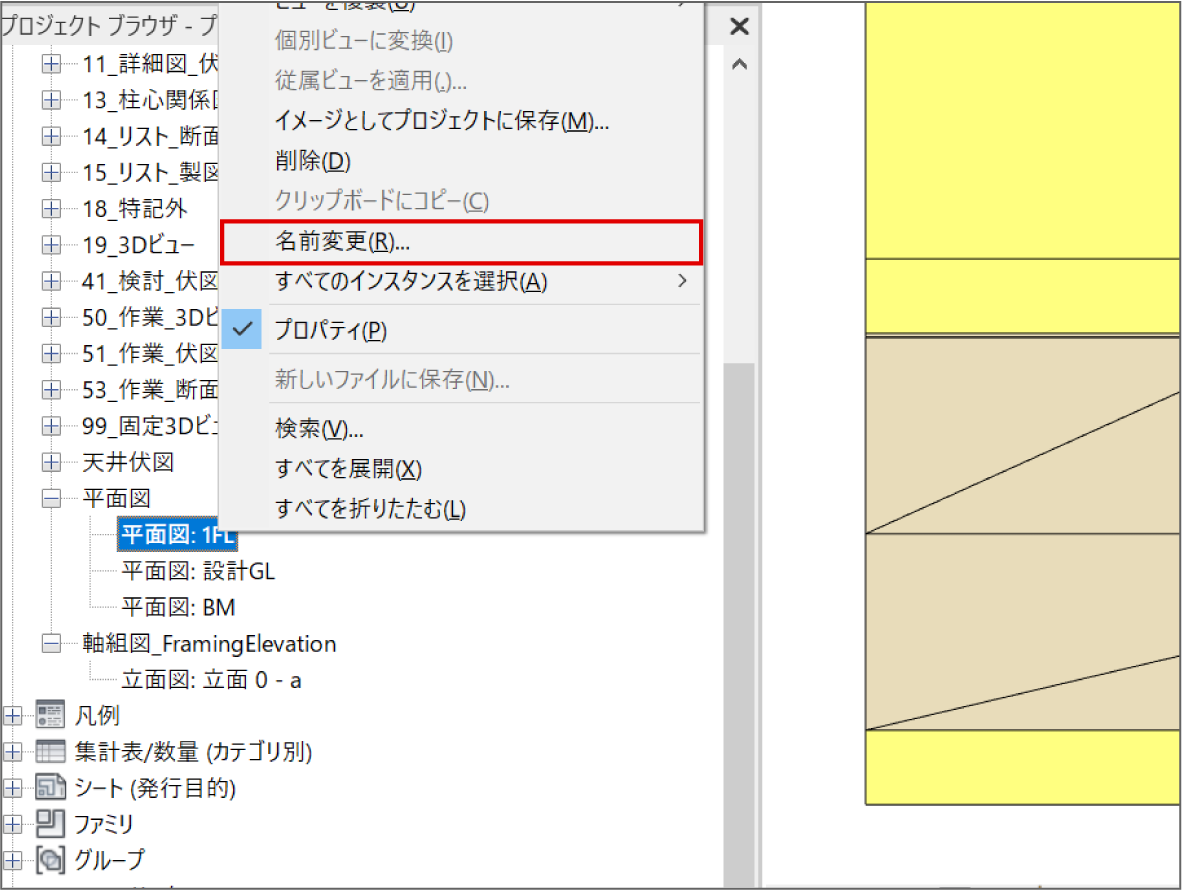 プロジェクト ブラウザ - プ
11_詳細図_伏
13_柱心関係
14_リスト_断面
15_リスト_製図
18_特記外
19_3Dビュー
41_検討_伏図
50_作業_3Dビ
51_作業_伏図
53_作業_断面
99_固定3Dビュ
天井伏図
平面図
平面図: 1FL
平面図: 設計GL
平面図: BM
軸組図_FramingElevation
立面図: 立面 0 - a
凡例
集計表/数量 (カテゴリ別)
シート (発行目的)
ファミリ
グループ
ビューを複製(U)
個別ビューに変換(I)
従属ビューを適用(.)...
イメージとしてプロジェクトに保存(M)...
削除(D)
クリップボードにコピー(C)
名前変更(R)...
すべてのインスタンスを選択(A)
プロパティ(P)
新しいファイルに保存(N)...
検索(V)...
すべてを展開(X)
すべてを折りたたむ(L)